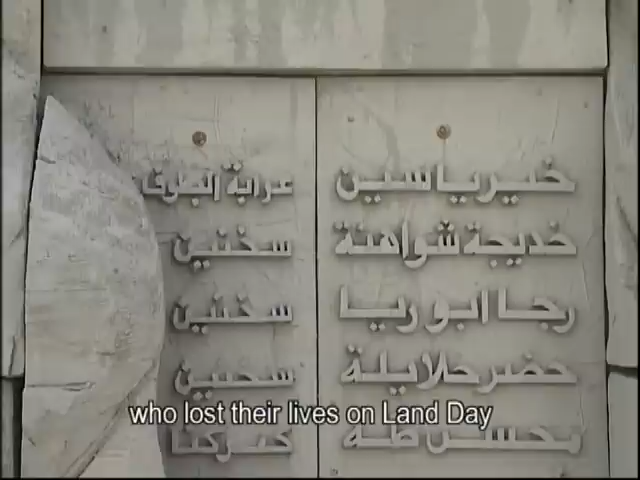 خير ياسين عرابة البطوف
خديجة شواهنة سخنين
رجا ابو ريا سخنين
خضر خلايلة سخنين
who lost their lives on Land Day
محسن طه كفركنا